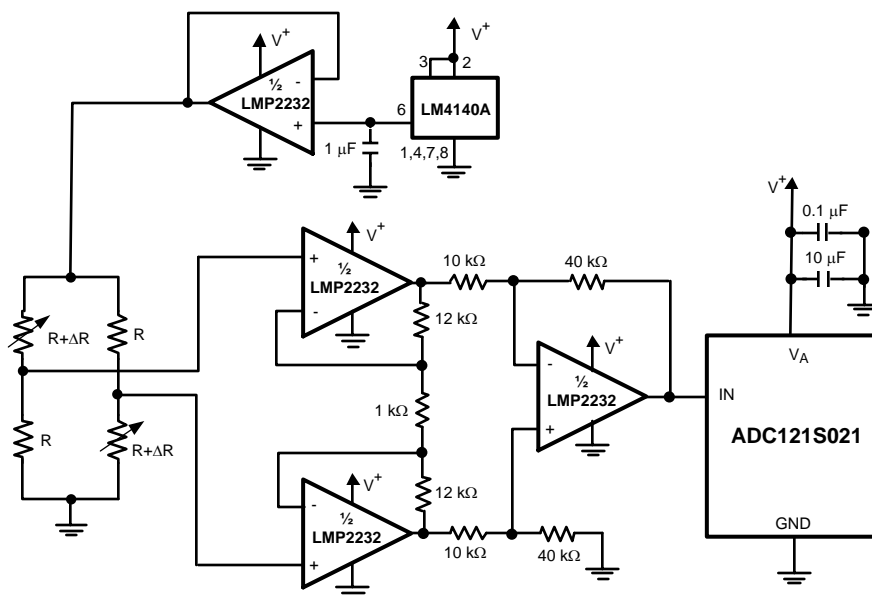 V+
½
LMP2232
-
+
V+
3
2
LM4140A
6
1 µF
1,4,7,8
V+
0.1 µF
10 µF
V+
+
½
LMP2232
-
10 kΩ
40 kΩ
12 kΩ
R+ΔR
R
V+
-
½
LMP2232
+
VA
IN
ADC121S021
GND
1 kΩ
R
R+ΔR
V+
-
½
LMP2232
+
12 kΩ
10 kΩ
40 kΩ